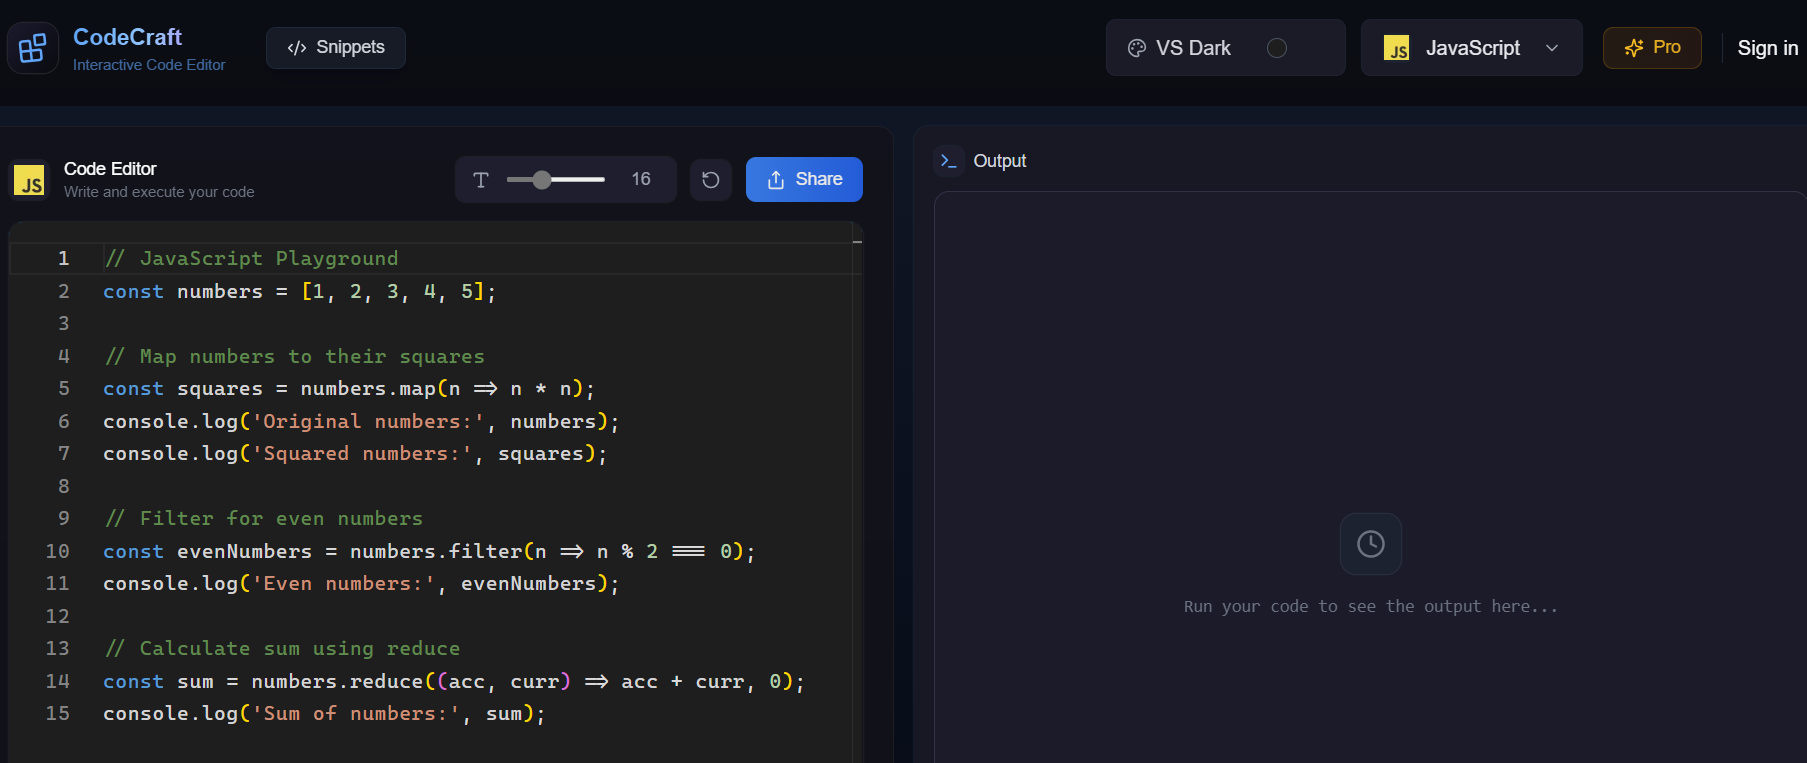 CodeCraft
Interactive Code Editor
</> Snippets
VS Dark
JS JavaScript
Pro
Sign in
JS
Code Editor
Write and execute your code
T
16
Share
1 // JavaScript Playground
2 const numbers = [1, 2, 3, 4, 5];
3
4 // Map numbers to their squares
5 const squares = numbers.map(n => n * n);
6 console.log('Original numbers:', numbers);
7 console.log('Squared numbers:', squares);
8
9 // Filter for even numbers
10 const evenNumbers = numbers.filter(n => n % 2 === 0);
11 console.log('Even numbers:', evenNumbers);
12
13 // Calculate sum using reduce
14 const sum = numbers.reduce((acc, curr) => acc + curr, 0);
15 console.log('Sum of numbers:', sum);
Output
Run your code to see the output here...